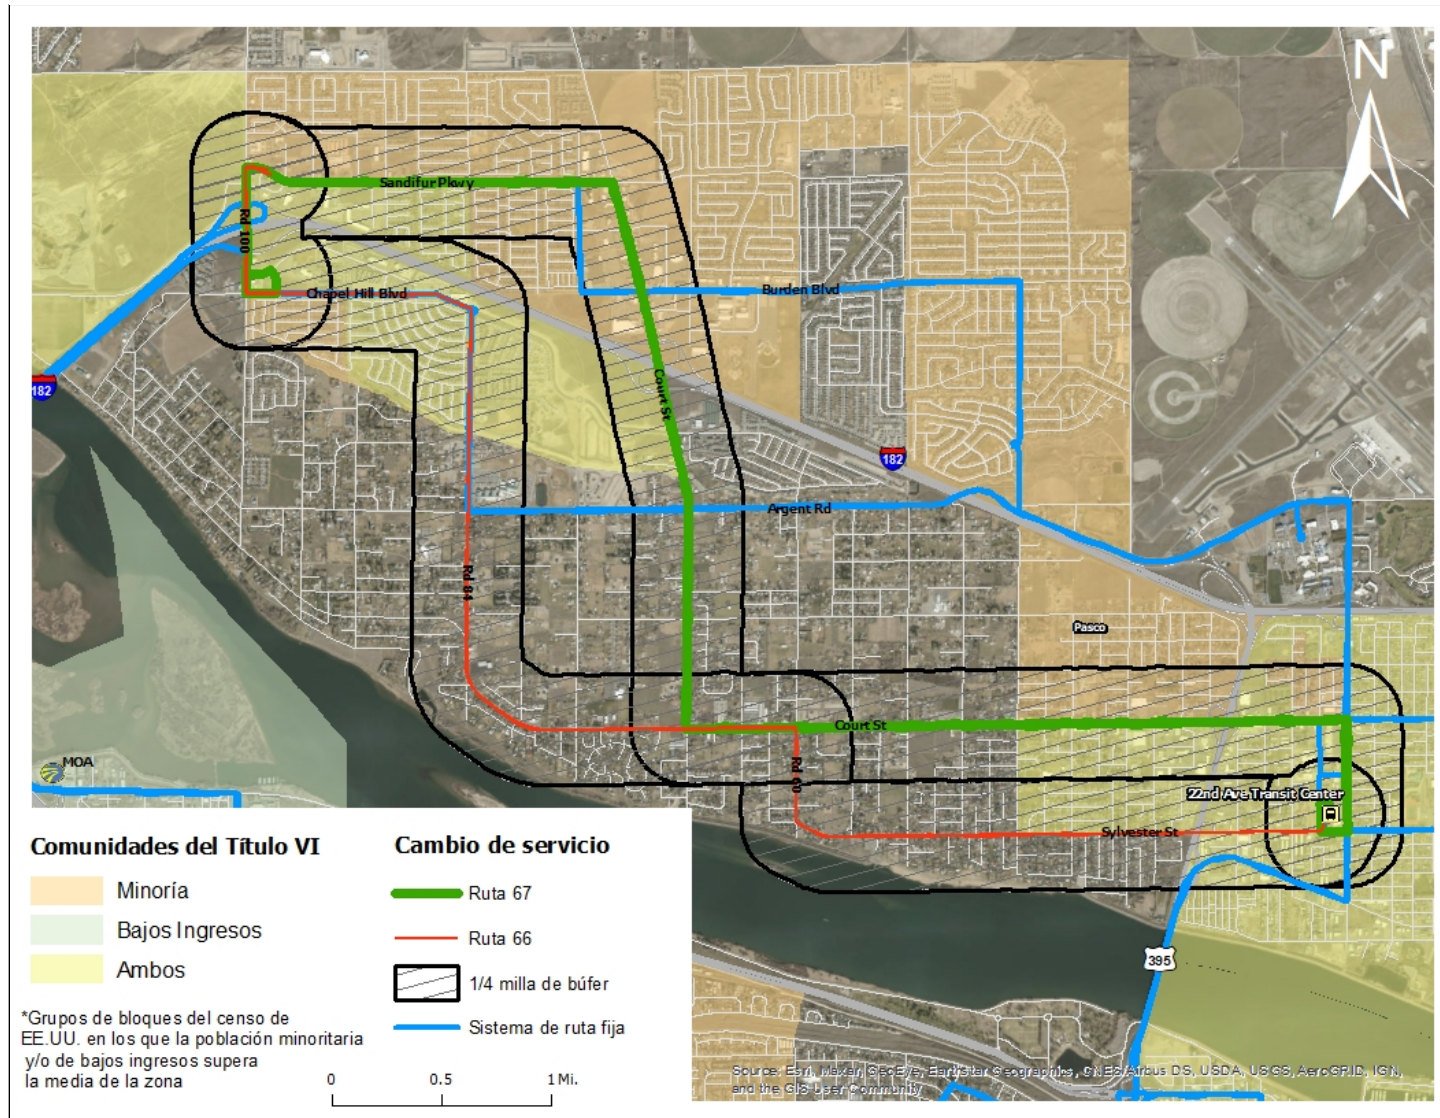 N
Sandifur Pkwy
Rd 100
Chapel Hill Blvd
Burden Blvd
Court St
182
182
Argent Rd
Rd 84
Pasco
Court St
Rd 60
MOA
22nd Ave Transit Center
Sylvester St
395
Comunidades del Título VI
Minoría
Bajos Ingresos
Ambos
*Grupos de bloques del censo de
EE.UU. en los que la población minoritaria
y/o de bajos ingresos supera
la media de la zona
Cambio de servicio
Ruta 67
Ruta 66
1/4 milla de búfer
Sistema de ruta fija
0 0.5 1 Mi.
Source: Esri, Maxar, GeoEye, Earthstar Geographics, CNES/Airbus DS, USDA, USGS, AeroGRID, IGN,
and the GIS User Community